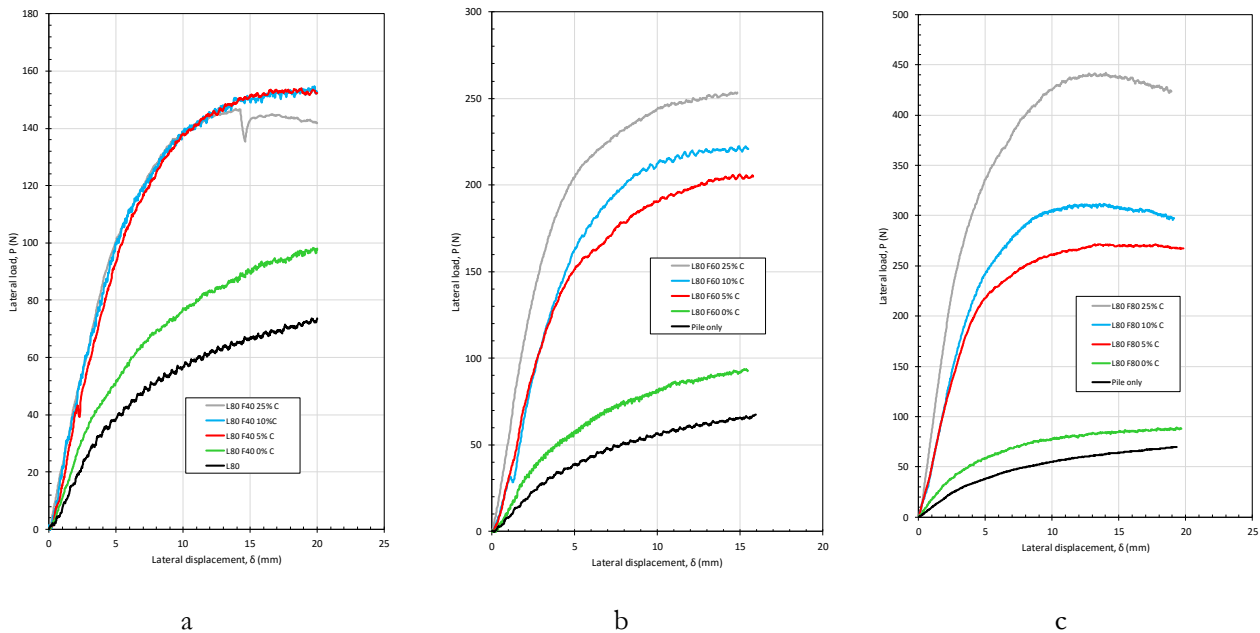 180
160
140
120
100
80
60
40
20
0
Lateral load, P (N)
L80 F40 25% C
L80 F40 10%C
L80 F40 5% C
L80 F40 0% C
L80
0 5 10 15 20 25
Lateral displacement, δ (mm)
a
300
250
200
150
100
50
0
Lateral load, P (N)
L80 F60 25% C
L80 F60 10% C
L80 F60 5% C
L80 F60 0% C
Pile only
0 5 10 15 20
Lateral displacement, δ (mm)
b
500
450
400
350
300
250
200
150
100
50
0
Lateral load, P (N)
L80 F80 25% C
L80 F80 10% C
L80 F80 5% C
L80 F80 0% C
Pile only
0 5 10 15 20 25
Lateral displacement, δ (mm)
c